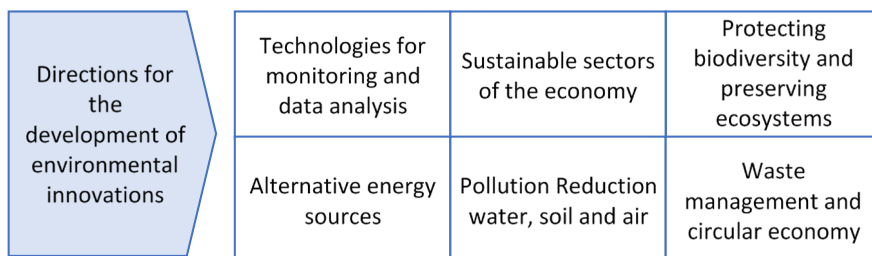 Directions for
the
development of
environmental
innovations
Technologies for
monitoring and
data analysis
Sustainable sectors
of the economy
Protecting
biodiversity and
preserving
ecosystems
Alternative energy
sources
Pollution Reduction
water, soil and air
Waste
management and
circular economy